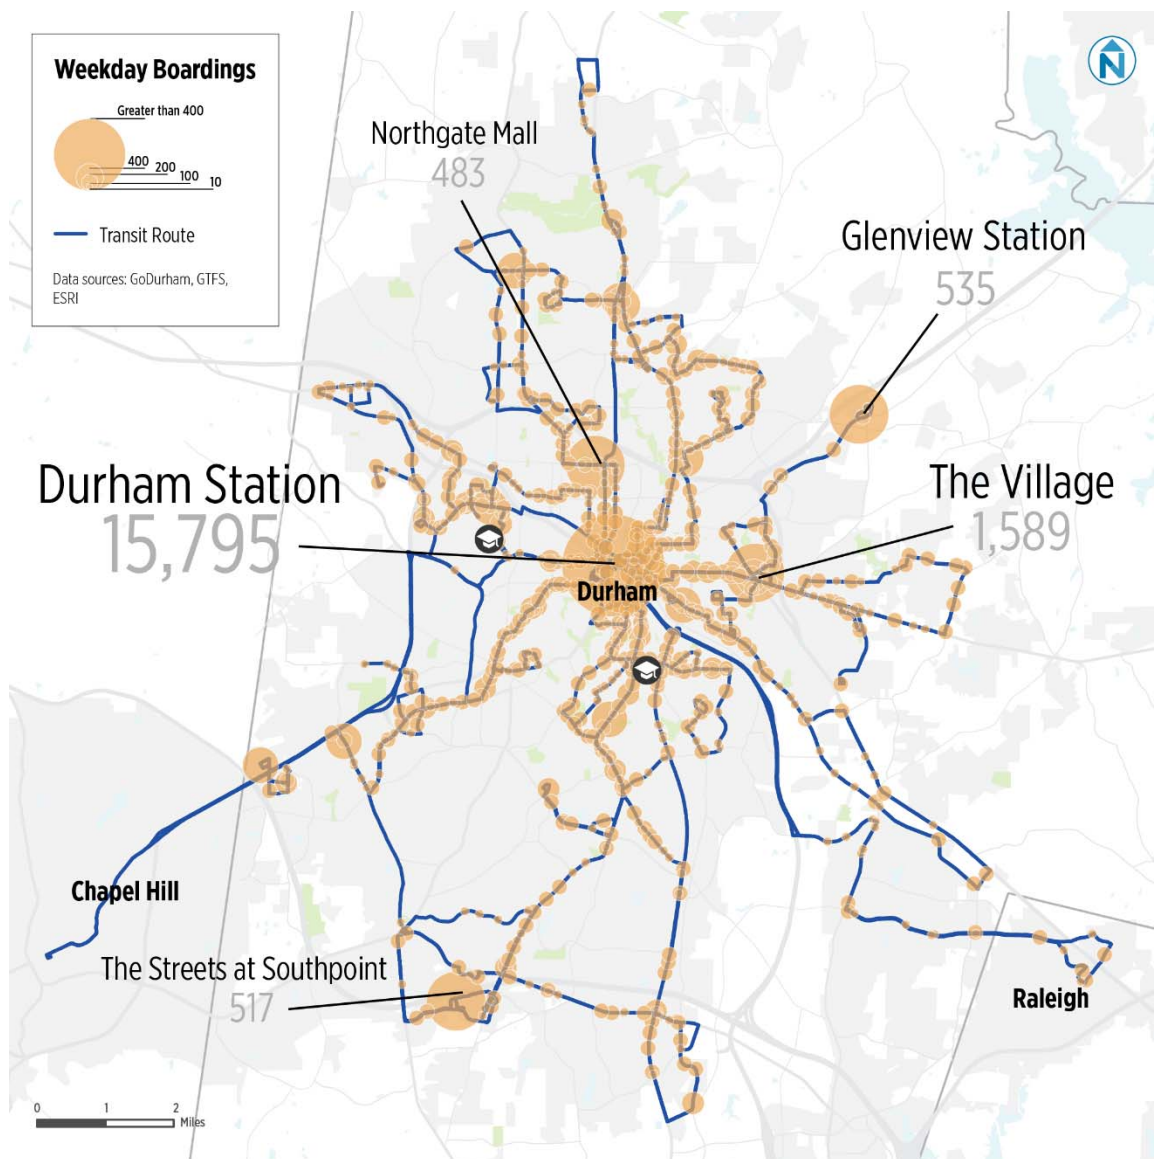 Weekday Boardings
Greater than 400
400
200
100
10
Transit Route
Data sources: GoDurham, GTFS,
ESRI
N
Northgate Mall
483
Glenview Station
535
Durham Station
15,795
The Village
1,589
Durham
Chapel Hill
The Streets at Southpoint
517
Raleigh
0 1 2
Miles